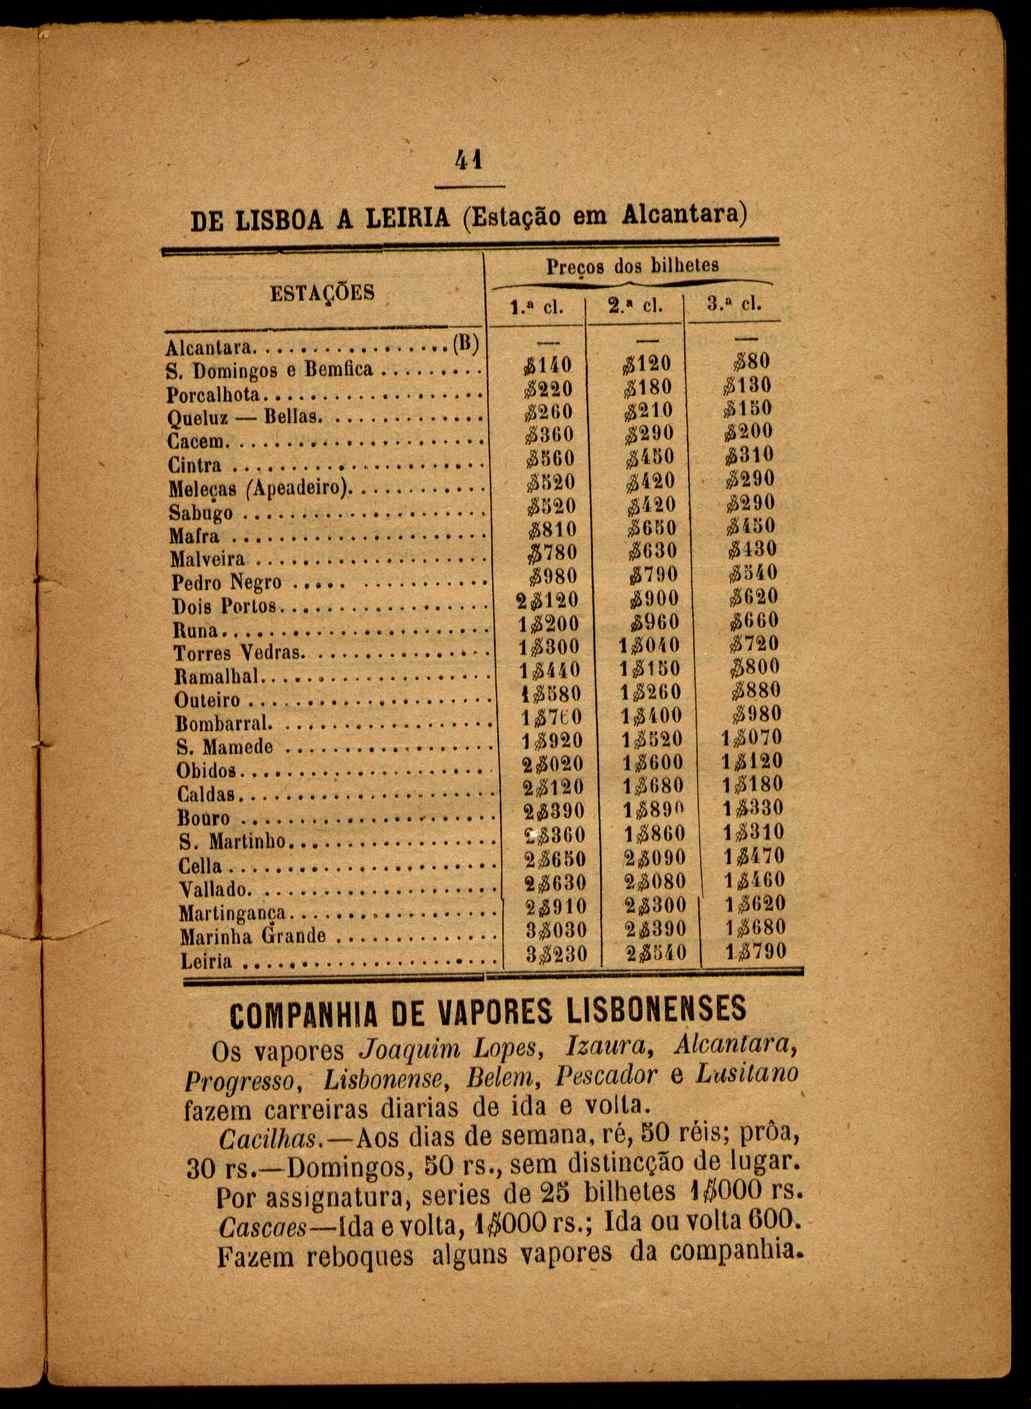 41
DE LISBOA A LEIRIA (Estação em Alcantara)
ESTAÇÕES Preços dos bilhetes
1.ª cl. 2.ª cl. 3.ª cl.
Alcantara. . . . . . . . . . . . . . . . . (B) — — —
S. Domingos e Bemfica . . . . . . . . . $140 $120 $80
Porcalhota. . . . . . . . . . . . . . . . . . . $220 $180 $130
Queluz — Bellas. . . . . . . . . . . . . . $260 $210 $150
Cacem. . . . . . . . . . . . . . . . . . . . . . $360 $290 $200
Cintra . . . . . . . . . . . . . . . . . . . . . . $560 $450 $310
Meleças (Apeadeiro). . . . . . . . . . . . $520 $420 $290
Sabugo . . . . . . . . . . . . . . . . . . . . . $520 $420 $290
Mafra . . . . . . . . . . . . . . . . . . . . . . $810 $650 $450
Malveira . . . . . . . . . . . . . . . . . . . . $780 $630 $430
Pedro Negro . . . . . . . . . . . . . . . . $980 $790 $540
Dois Portos. . . . . . . . . . . . . . . . . . 2$120 $900 $620
Runa. . . . . . . . . . . . . . . . . . . . . . . 1$200 $960 $660
Torres Vedras. . . . . . . . . . . . . . . . 1$300 1$040 $720
Ramalhal. . . . . . . . . . . . . . . . . . . . 1$440 1$150 $800
Outeiro . . . . . . . . . . . . . . . . . . . . . 1$580 1$260 $880
Bombarral. . . . . . . . . . . . . . . . . . . 1$760 1$400 $980
S. Mamede . . . . . . . . . . . . . . . . . . 1$920 1$520 1$070
Obidos. . . . . . . . . . . . . . . . . . . . . . 2$020 1$600 1$120
Caldas. . . . . . . . . . . . . . . . . . . . . . 2$120 1$680 1$180
Bouro . . . . . . . . . . . . . . . . . . . . . . 2$390 1$890 1$330
S. Martinho. . . . . . . . . . . . . . . . . . 2$360 1$860 1$310
Cella . . . . . . . . . . . . . . . . . . . . . . . 2$650 2$090 1$470
Vallado. . . . . . . . . . . . . . . . . . . . . 2$630 2$080 1$460
Martingança. . . . . . . . . . . . . . . . . . 2$910 2$300 1$620
Marinha Grande . . . . . . . . . . . . . . 3$030 2$390 1$680
Leiria . . . . . . . . . . . . . . . . . . . . . . 3$230 2$540 1$790
COMPANHIA DE VAPORES LISBONENSES
Os vapores Joaquim Lopes, Izaura, Alcantara,
Progresso, Lisbonense, Belem, Pescador e Lusitano
fazem carreiras diarias de ida e volta.
Cacilhas.—Aos dias de semana, ré, 50 réis; prôa,
30 rs.—Domingos, 50 rs., sem distincção de lugar.
Por assignatura, series de 25 bilhetes 1$000 rs.
Cascaes—Ida e volta, 1$000 rs.; Ida ou volta 600.
Fazem reboques alguns vapores da companhia.